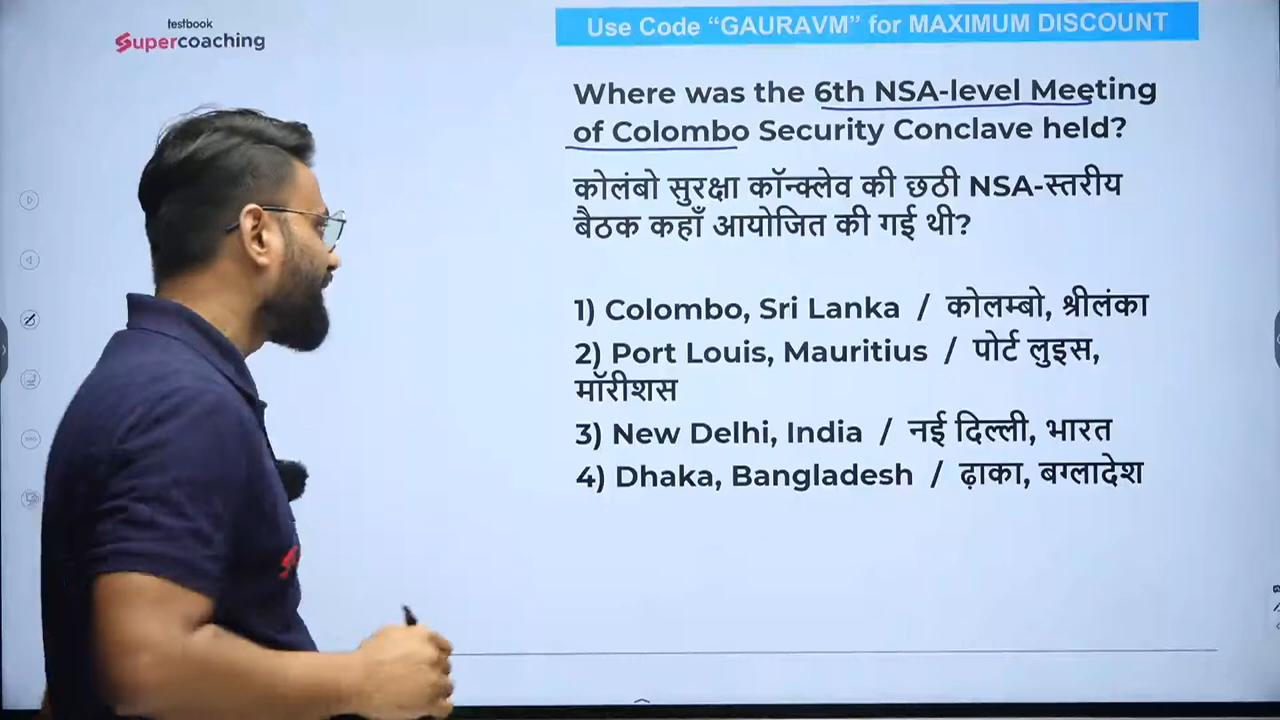 testbook
Supercoaching
Use Code “GAURAVM” for MAXIMUM DISCOUNT
Where was the 6th NSA-level Meeting
of Colombo Security Conclave held?
कोलंबो सुरक्षा कॉन्क्लेव की छठी NSA-स्तरीय
बैठक कहाँ आयोजित की गई थी?
1) Colombo, Sri Lanka / कोलम्बो, श्रीलंका
2) Port Louis, Mauritius / पोर्ट लुइस,
मॉरीशस
3) New Delhi, India / नई दिल्ली, भारत
4) Dhaka, Bangladesh / ढ़ाका, बग्लादेश